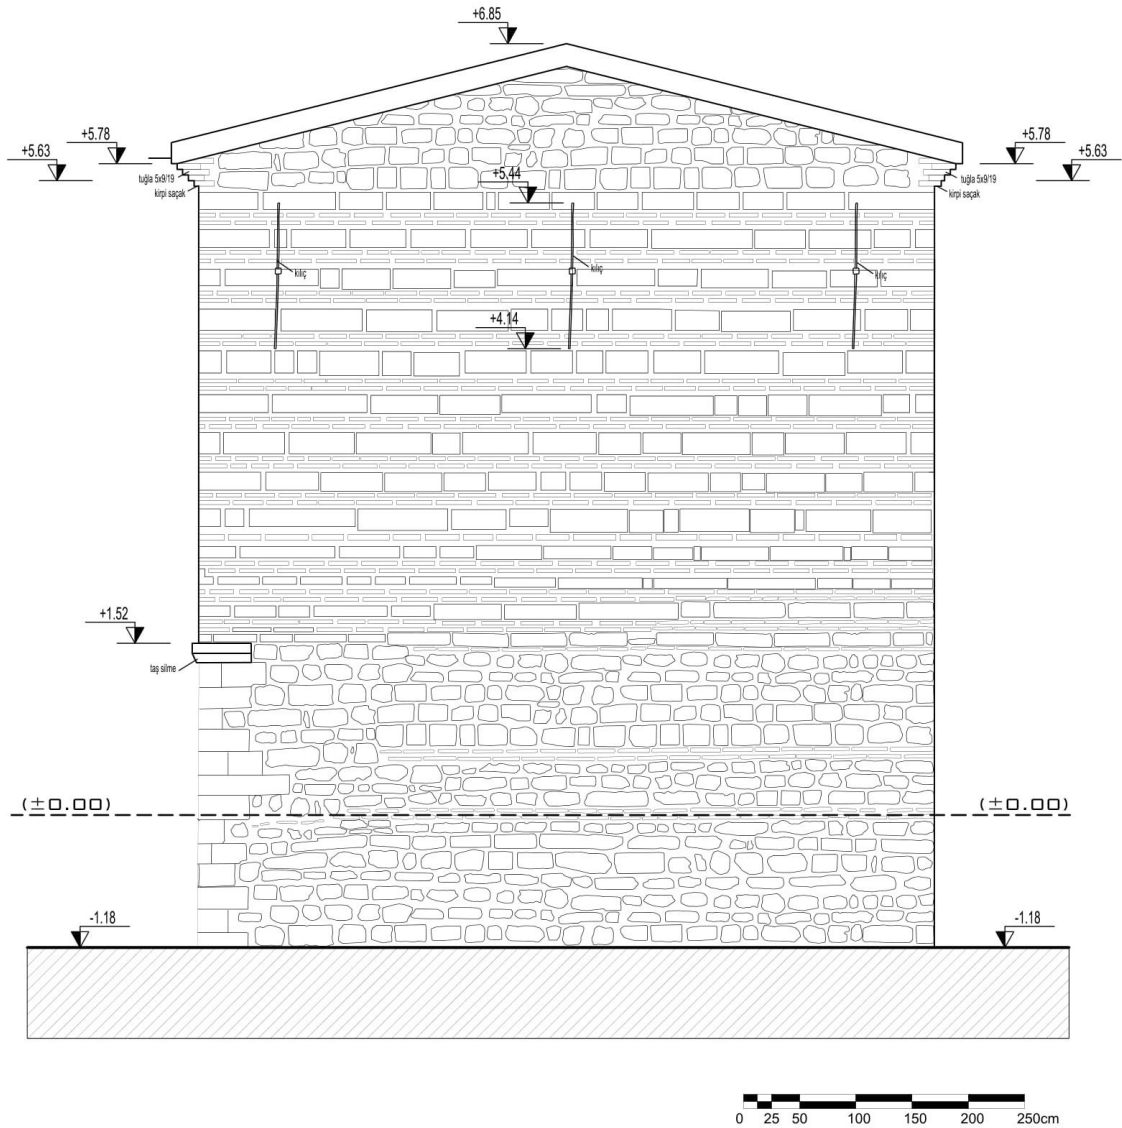 +6.85
+5.78
+5.63
+5.78
+5.63
tuğla 5x9/19
kirpi saçak
+5.44
tuğla 5x9/19
kirpi saçak
kılıç
kılıç
kılıç
+4.14
+1.52
taş silme
(±0.00)
(±0.00)
-1.18
-1.18
0 25 50 100 150 200 250cm